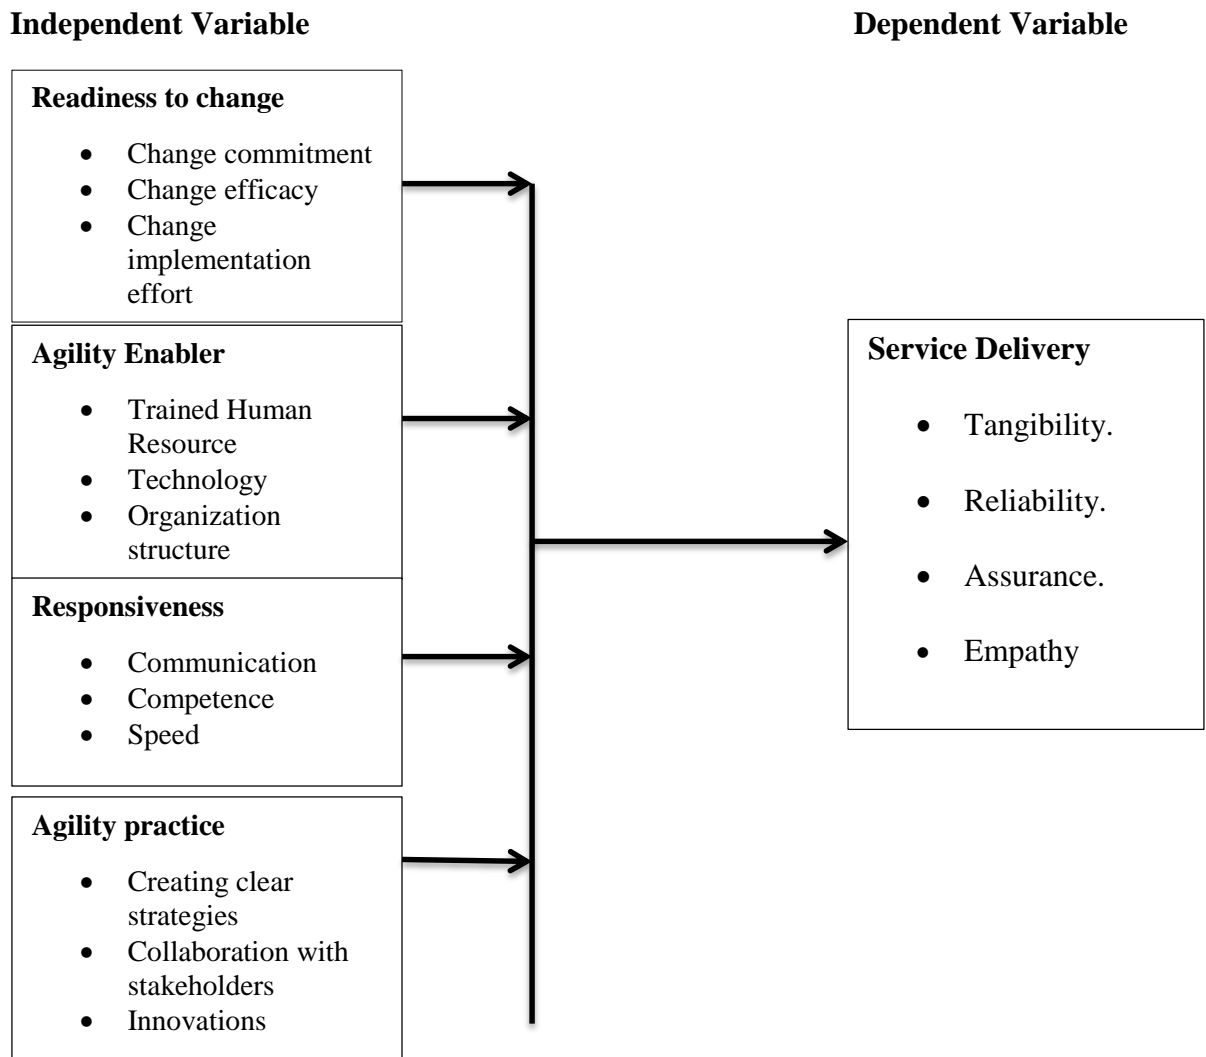 Independent Variable
Dependent Variable
Readiness to change
• Change commitment
• Change efficacy
• Change
implementation
effort
Agility Enabler
• Trained Human
Resource
• Technology
• Organization
structure
Responsiveness
• Communication
• Competence
• Speed
Agility practice
• Creating clear
strategies
• Collaboration with
stakeholders
• Innovations
Service Delivery
• Tangibility.
• Reliability.
• Assurance.
• Empathy